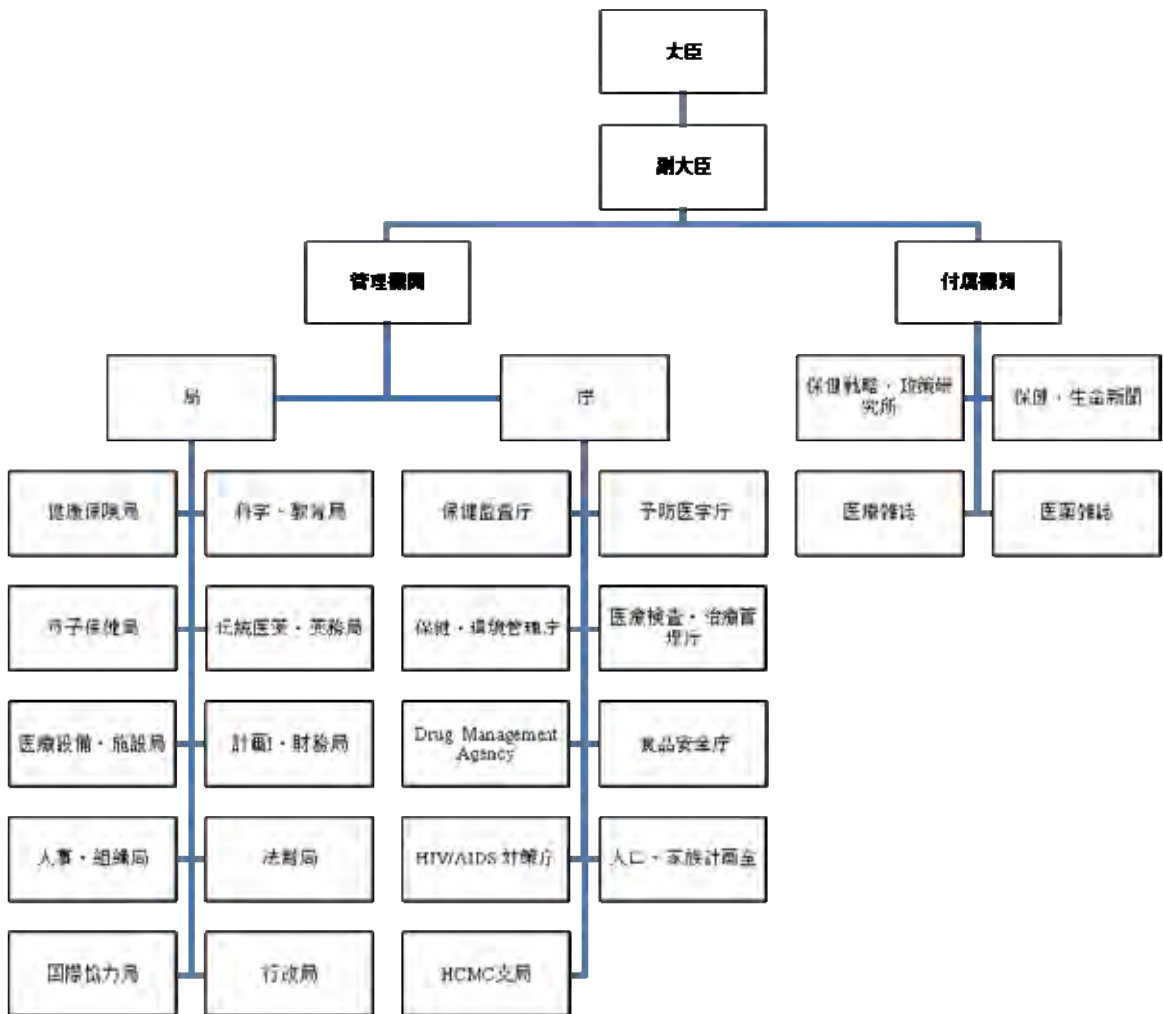 大臣
副大臣
管理機関
付属機関
局
庁
保健戦略・政策研
究所
保健・生命新聞
健康保険局
科学・教育局
保健監査庁
予防医学庁
医療雑誌
医薬雑誌
母子保健局
伝統医薬・薬務局
保健・環境管理庁
医療検査・治療管
理庁
医療設備・施設局
計画・財務局
Drug Management
Agency
食品安全庁
人事・組織局
法制局
HIV/AIDS 対策庁
人口・家族計画室
国際協力局
行政局
HCMC支局